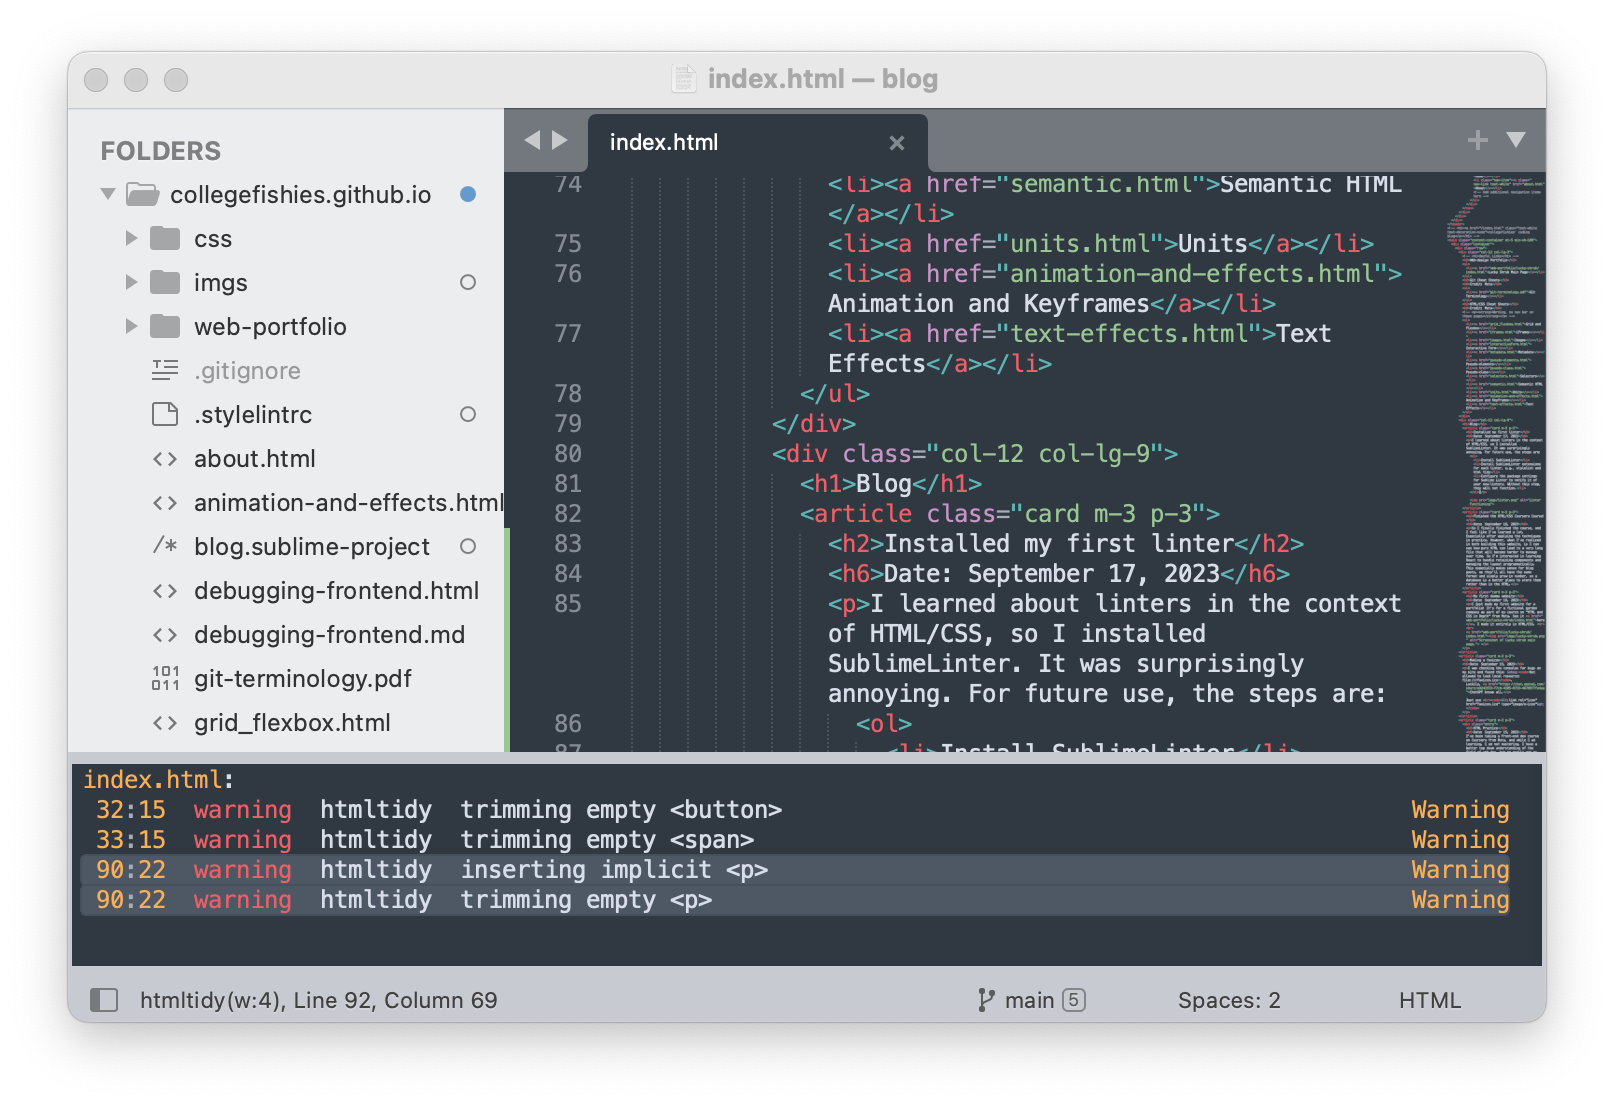 index.html — blog
FOLDERS
collegefishies.github.io
css
imgs
web-portfolio
.gitignore
.stylelintrc
about.html
animation-and-effects.html
blog.sublime-project
debugging-frontend.html
debugging-frontend.md
git-terminology.pdf
grid_flexbox.html
index.html
74 <li><a href="semantic.html">Semantic HTML
</a></li>
75 <li><a href="units.html">Units</a></li>
76 <li><a href="animation-and-effects.html">
Animation and Keyframes</a></li>
77 <li><a href="text-effects.html">Text
Effects</a></li>
78 </ul>
79 </div>
80 <div class="col-12 col-lg-9">
81 <h1>Blog</h1>
82 <article class="card m-3 p-3">
83 <h2>Installed my first linter</h2>
84 <h6>Date: September 17, 2023</h6>
85 <p>I learned about linters in the context
of HTML/CSS, so I installed
SublimeLinter. It was surprisingly
annoying. For future use, the steps are:
86 <ol>
87 <li>Install SublimeLinter</li>
index.html:
32:15 warning htmltidy trimming empty <button> Warning
33:15 warning htmltidy trimming empty <span> Warning
90:22 warning htmltidy inserting implicit <p> Warning
90:22 warning htmltidy trimming empty <p> Warning
htmltidy(w:4), Line 92, Column 69
main 5
Spaces: 2
HTML